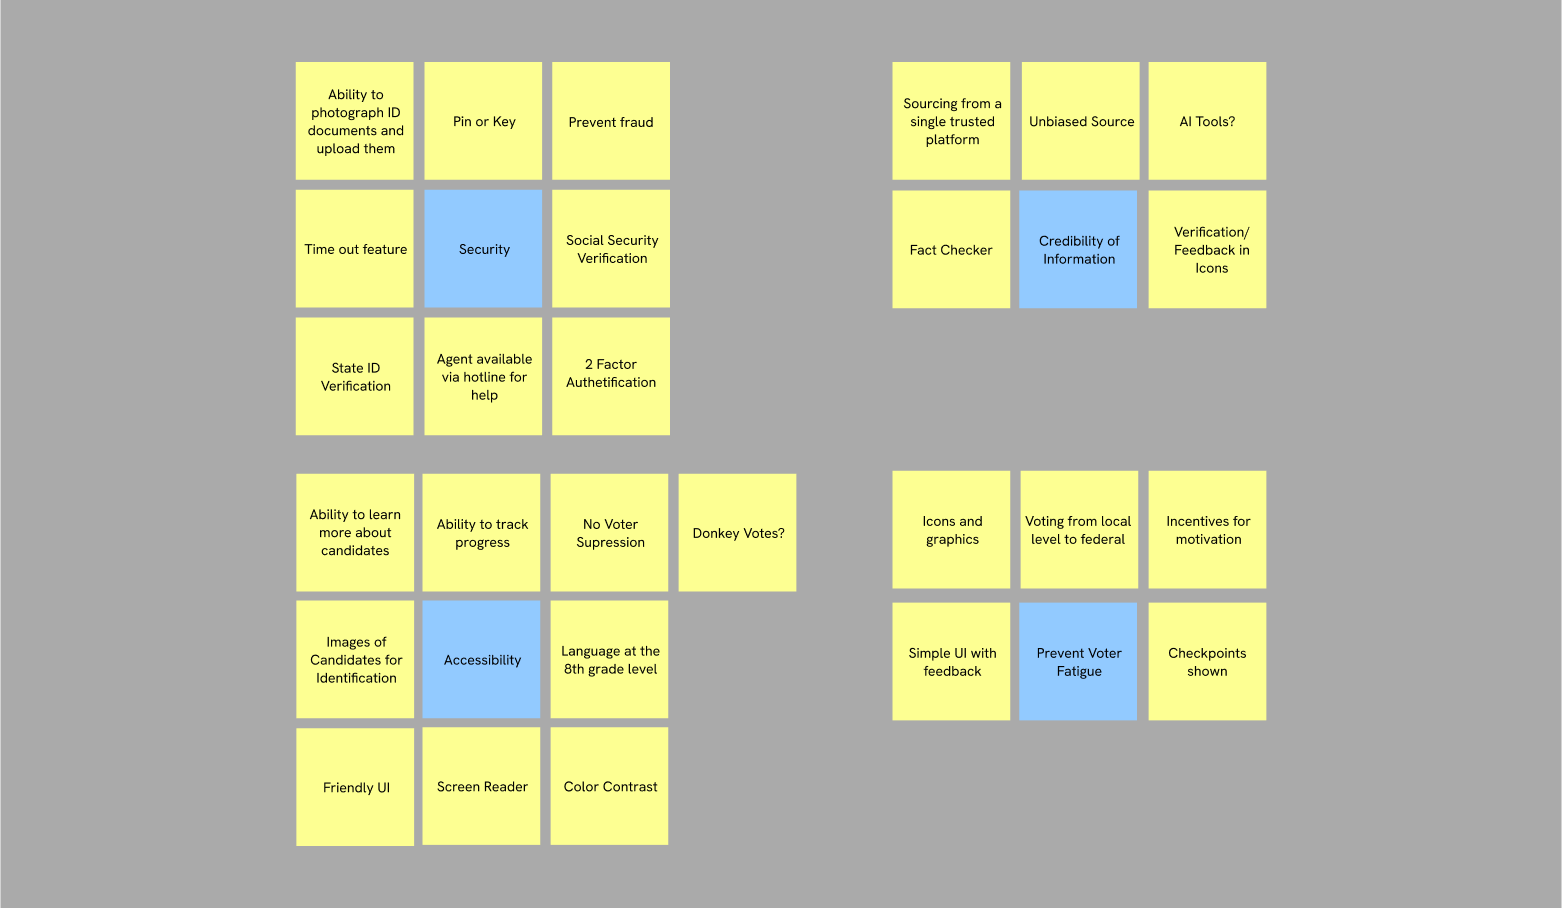 Ability to
photograph ID
documents and
upload them
Pin or Key
Prevent fraud
Time out feature
Security
Social Security
Verification
State ID
Verification
Agent available
via hotline for
help
2 Factor
Authetification
Sourcing from a
single trusted
platform
Unbiased Source
AI Tools?
Fact Checker
Credibility of
Information
Verification/
Feedback in
Icons
Ability to learn
more about
candidates
Ability to track
progress
No Voter
Supression
Donkey Votes?
Images of
Candidates for
Identification
Accessibility
Language at the
8th grade level
Friendly UI
Screen Reader
Color Contrast
Icons and
graphics
Voting from local
level to federal
Incentives for
motivation
Simple UI with
feedback
Prevent Voter
Fatigue
Checkpoints
shown